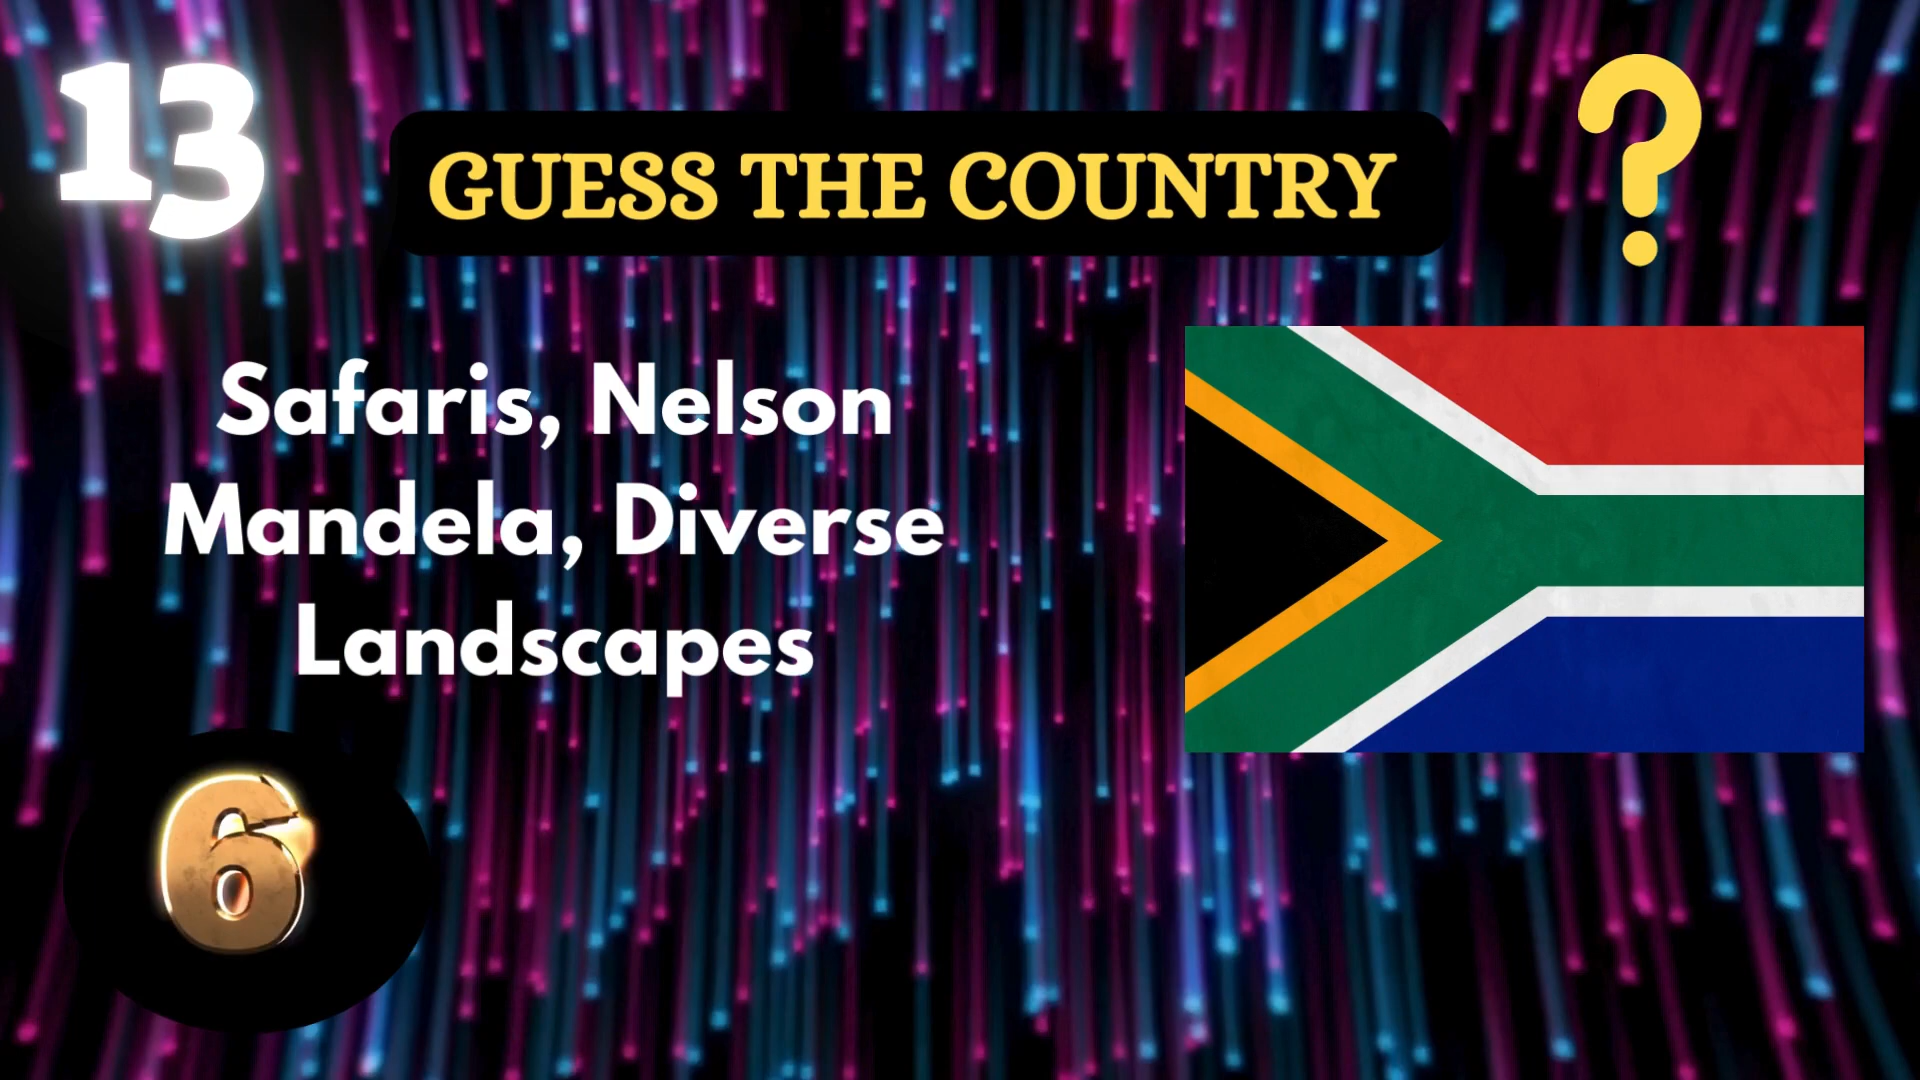 13
GUESS THE COUNTRY
?
Safaris, Nelson
Mandela, Diverse
Landscapes
6